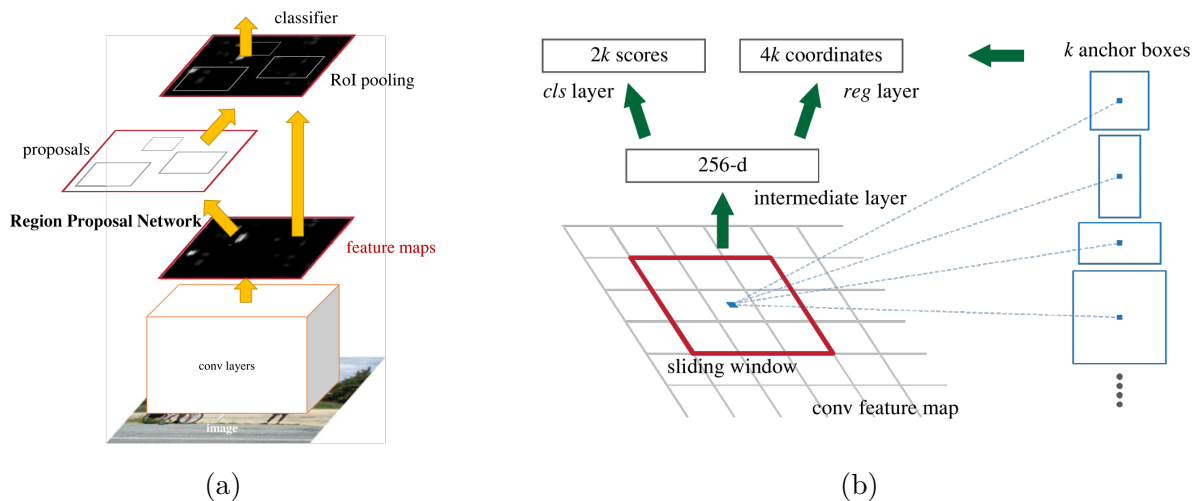 classifier
RoI pooling
proposals
Region Proposal Network
feature maps
conv layers
image
(a)
2k scores
4k coordinates
k anchor boxes
cls layer
reg layer
256-d
intermediate layer
sliding window
conv feature map
(b)